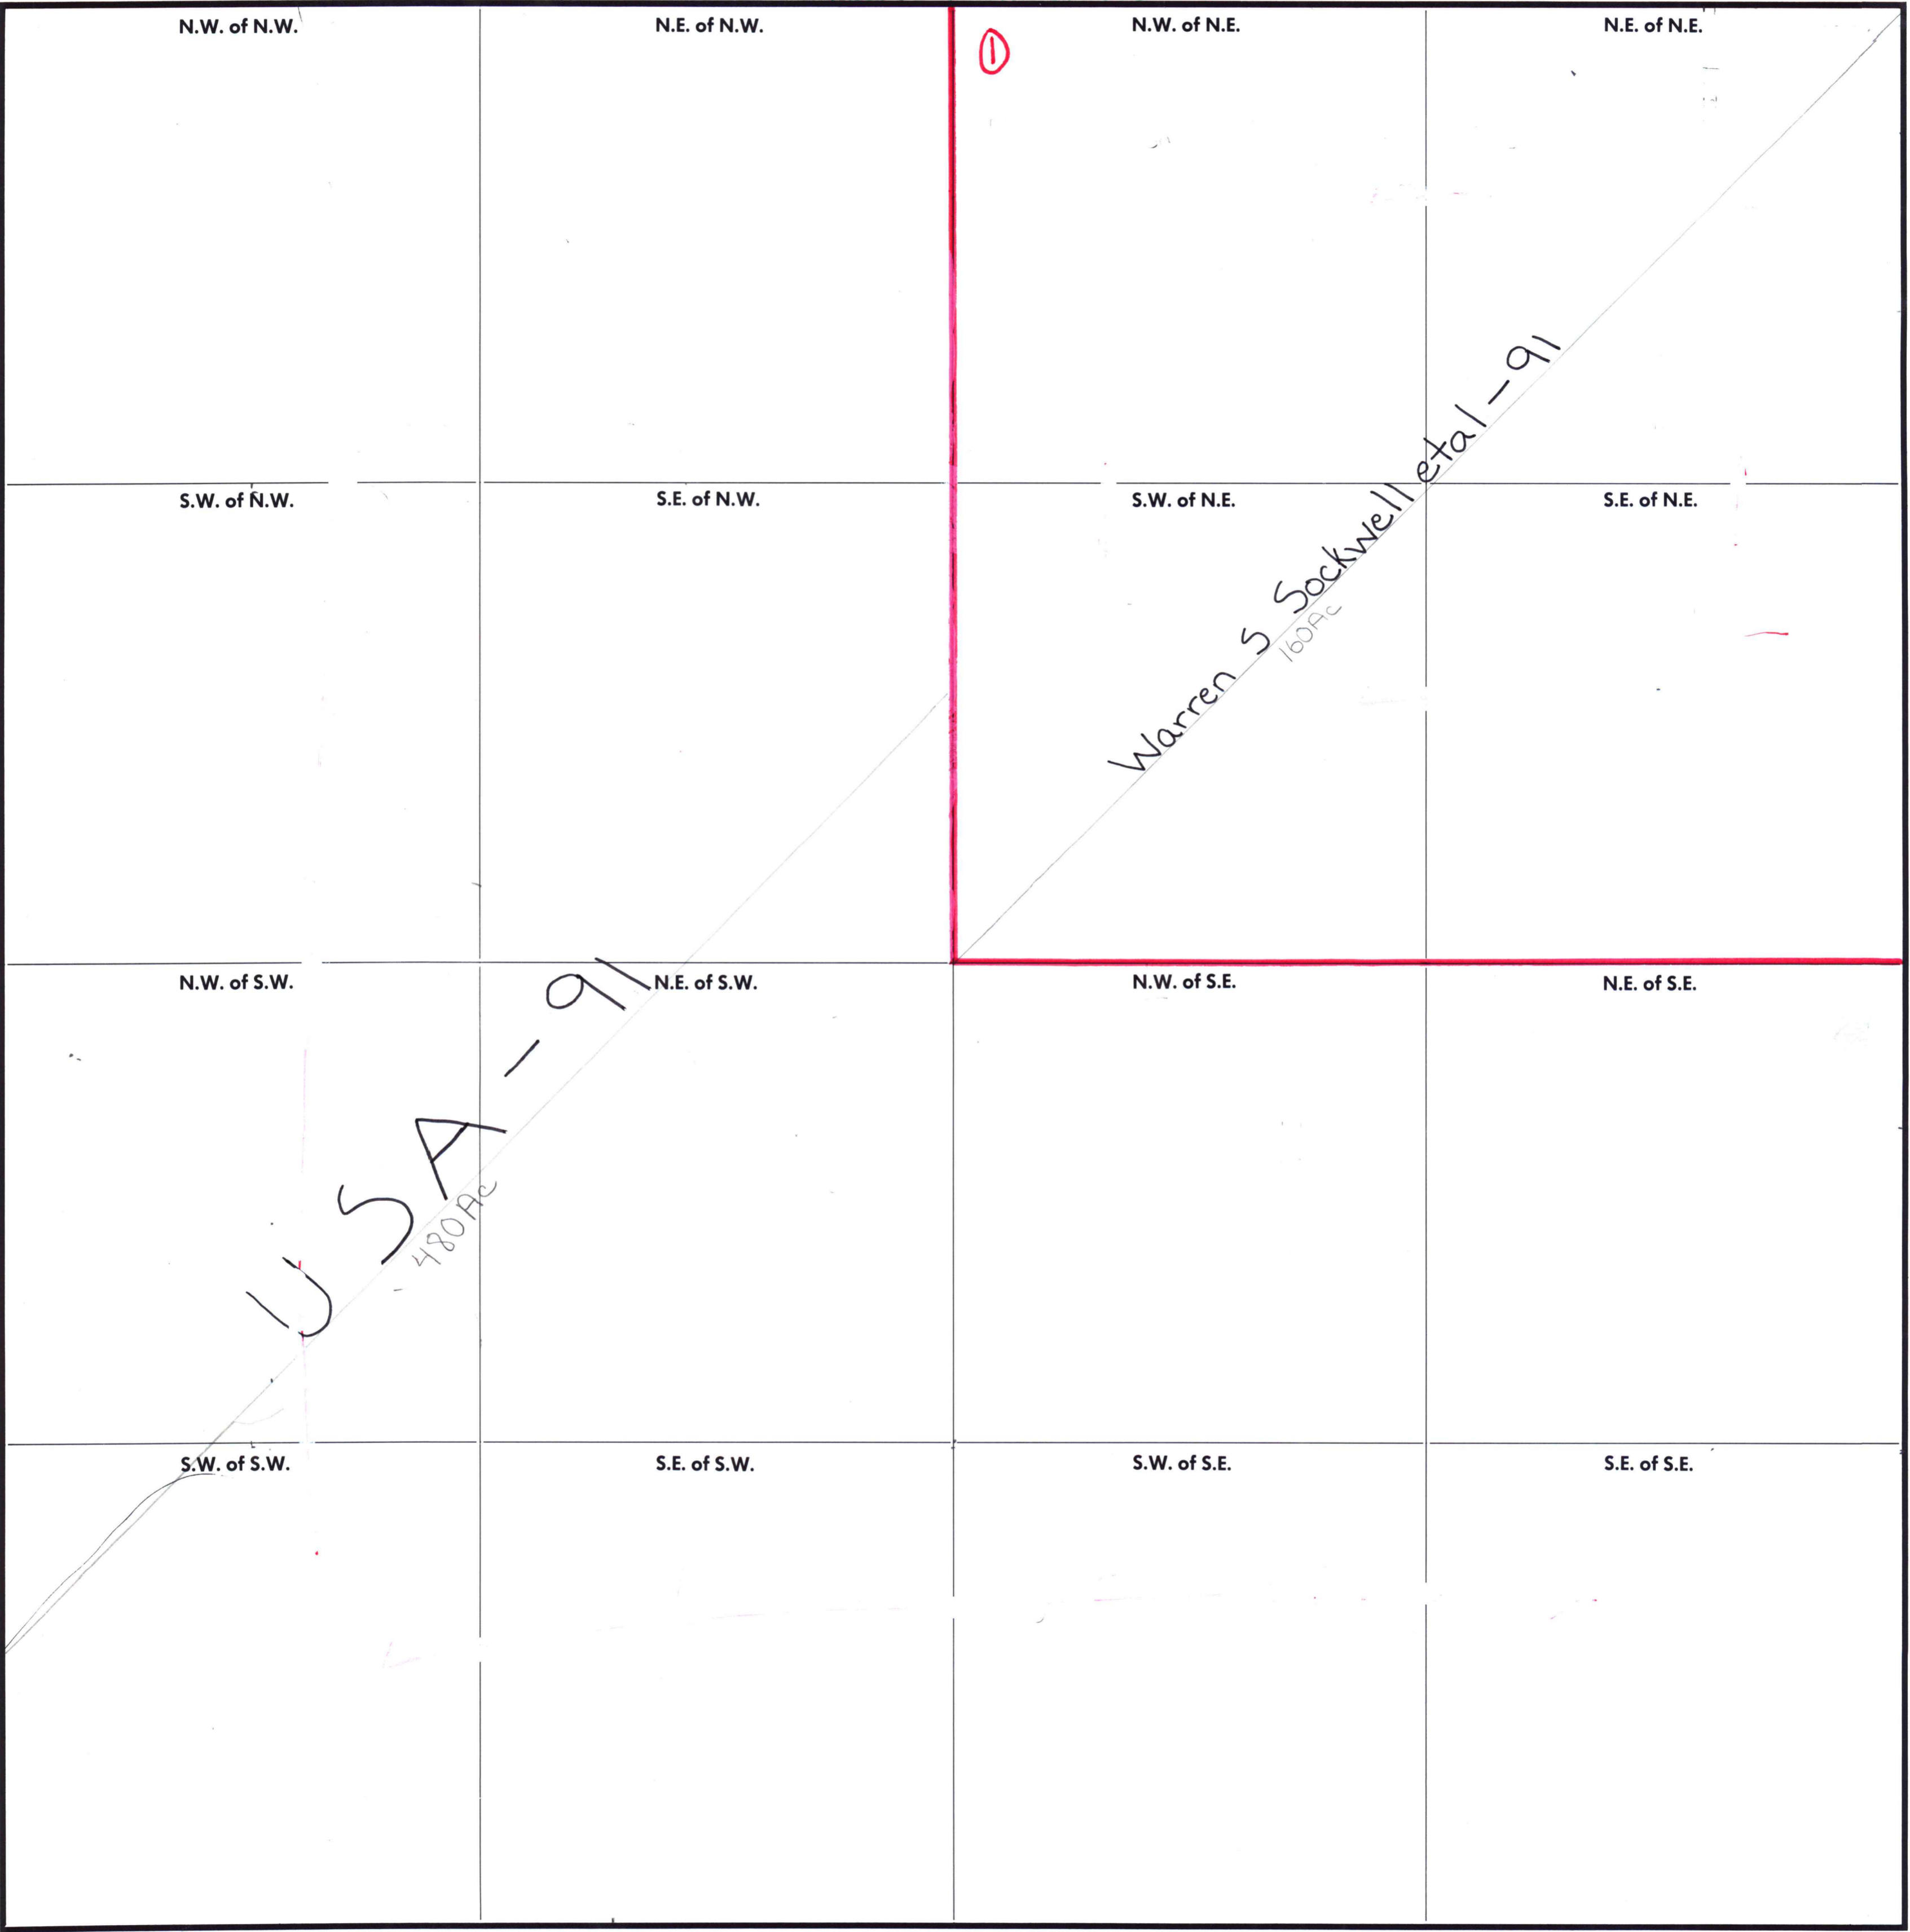 N.W. of N.W.
N.E. of N.W.
N.W. of N.E.
N.E. of N.E.
1
Warren S Sockwell etal - 91
160Ac
S.W. of N.W.
S.E. of N.W.
S.W. of N.E.
S.E. of N.E.
N.W. of S.W.
N.E. of S.W.
N.W. of S.E.
N.E. of S.E.
USA - 91
480Ac
S.W. of S.W.
S.E. of S.W.
S.W. of S.E.
S.E. of S.E.